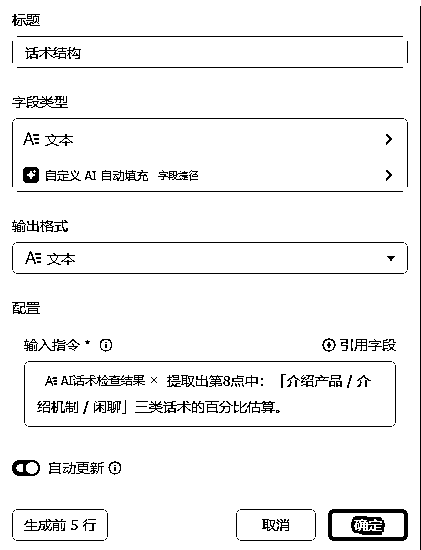 标题
话术结构
字段类型
A 文本
自定义 AI 自动填充 字段捷径
输出格式
A 文本
配置
输入指令 * 引用字段
A AI话术检查结果 × 提取出第8点中：「介绍产品 / 介
绍机制 / 闲聊」三类话术的百分比估算。
自动更新
生成前 5 行 取消 确定